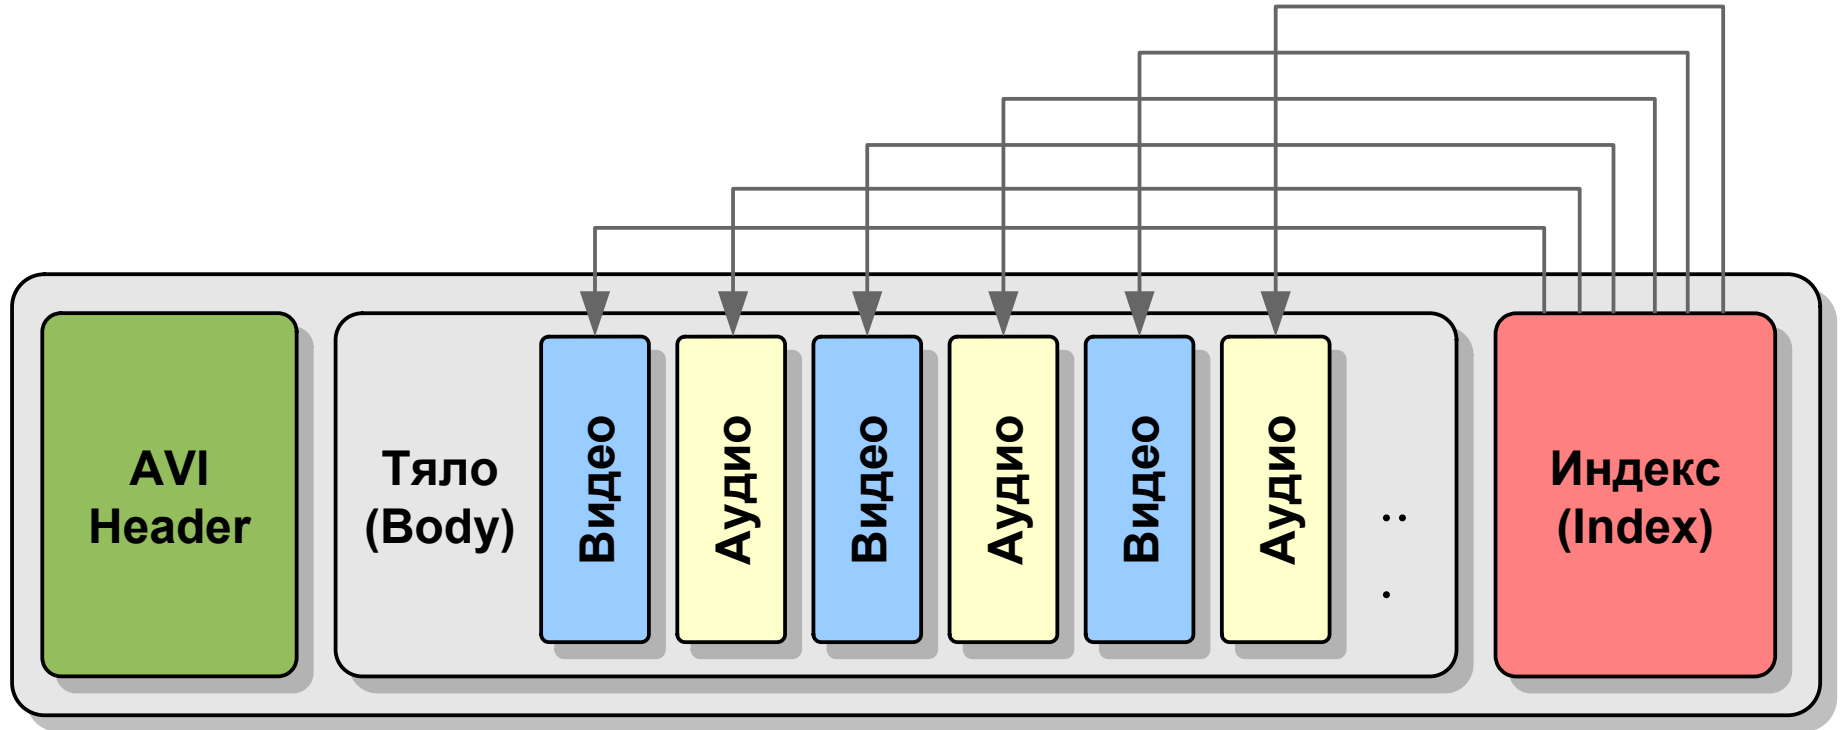 AVI
Header
Тяло
(Body)
Видео
Аудио
Видео
Аудио
Видео
Аудио
..
.
Индекс
(Index)